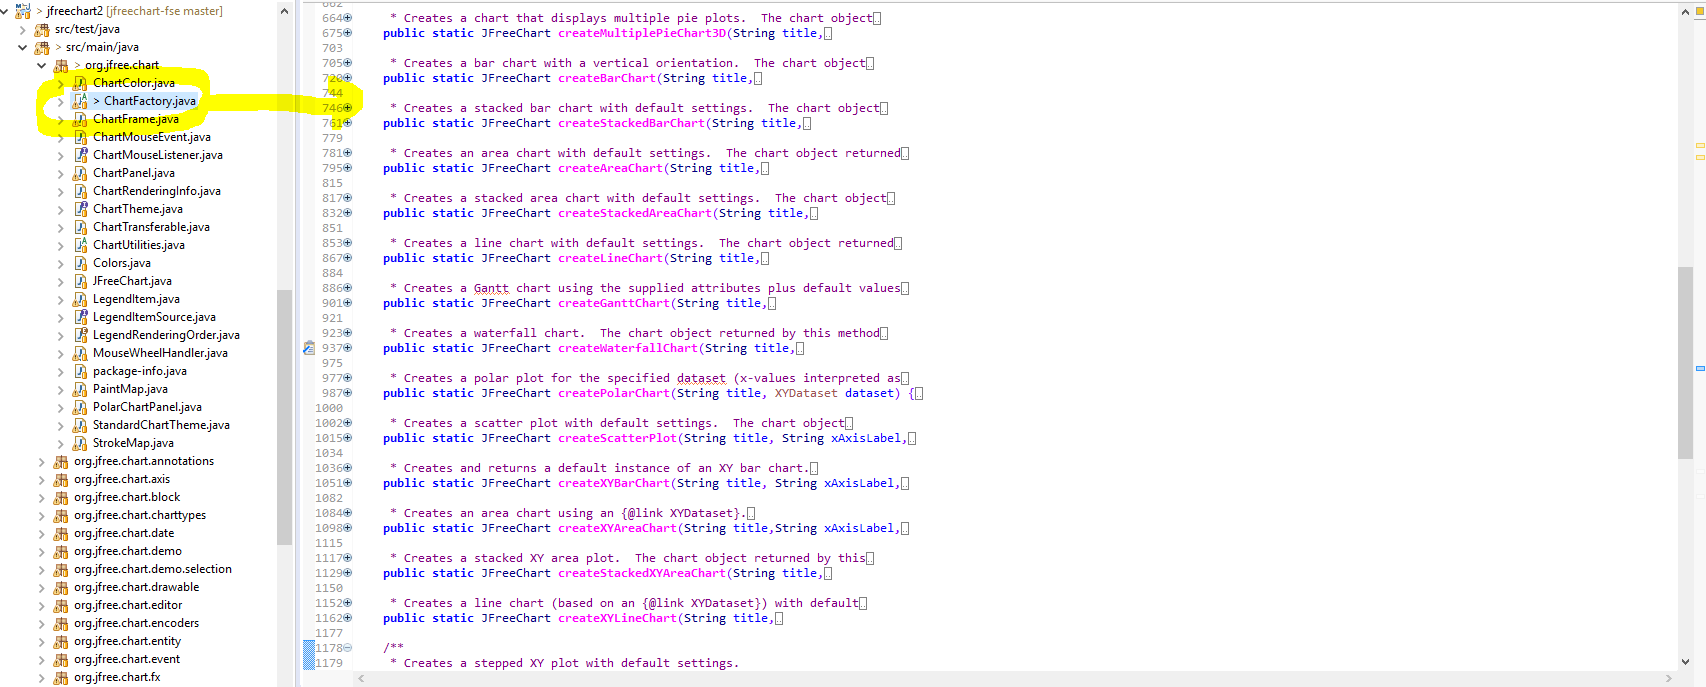 jfreechart2 [jfreechart-fse master]
src/test/java
> src/main/java
> org.jfree.chart
ChartColor.java
> ChartFactory.java
ChartFrame.java
ChartMouseEvent.java
ChartMouseListener.java
ChartPanel.java
ChartRenderingInfo.java
ChartTheme.java
ChartTransferable.java
ChartUtilities.java
Colors.java
JFreeChart.java
LegendItem.java
LegendItemSource.java
LegendRenderingOrder.java
MouseWheelHandler.java
package-info.java
PaintMap.java
PolarChartPanel.java
StandardChartTheme.java
StrokeMap.java
org.jfree.chart.annotations
org.jfree.chart.axis
org.jfree.chart.block
org.jfree.chart.charttypes
org.jfree.chart.date
org.jfree.chart.demo
org.jfree.chart.demo.selection
org.jfree.chart.drawable
org.jfree.chart.editor
org.jfree.chart.encoders
org.jfree.chart.entity
org.jfree.chart.event
org.jfree.chart.fx
662
664 * Creates a chart that displays multiple pie plots.  The chart object
675 public static JFreeChart createMultiplePieChart3D(String title,
703
705 * Creates a bar chart with a vertical orientation.  The chart object
720 public static JFreeChart createBarChart(String title,
744
746 * Creates a stacked bar chart with default settings.  The chart object
761 public static JFreeChart createStackedBarChart(String title,
779
781 * Creates an area chart with default settings.  The chart object returned
795 public static JFreeChart createAreaChart(String title,
815
817 * Creates a stacked area chart with default settings.  The chart object
832 public static JFreeChart createStackedAreaChart(String title,
851
853 * Creates a line chart with default settings.  The chart object returned
867 public static JFreeChart createLineChart(String title,
884
886 * Creates a Gantt chart using the supplied attributes plus default values
901 public static JFreeChart createGanttChart(String title,
921
923 * Creates a waterfall chart.  The chart object returned by this method
937 public static JFreeChart createWaterfallChart(String title,
975
977 * Creates a polar plot for the specified dataset (x-values interpreted as
987 public static JFreeChart createPolarChart(String title, XYDataset dataset) {
1000
1002 * Creates a scatter plot with default settings.  The chart object
1015 public static JFreeChart createScatterPlot(String title, String xAxisLabel,
1034
1036 * Creates and returns a default instance of an XY bar chart.
1051 public static JFreeChart createXYBarChart(String title, String xAxisLabel,
1082
1084 * Creates an area chart using an {@link XYDataset}.
1098 public static JFreeChart createXYAreaChart(String title,String xAxisLabel,
1115
1117 * Creates a stacked XY area plot.  The chart object returned by this
1129 public static JFreeChart createStackedXYAreaChart(String title,
1150
1152 * Creates a line chart (based on an {@link XYDataset}) with default
1162 public static JFreeChart createXYLineChart(String title,
1177
1178 /**
1179 * Creates a stepped XY plot with default settings.